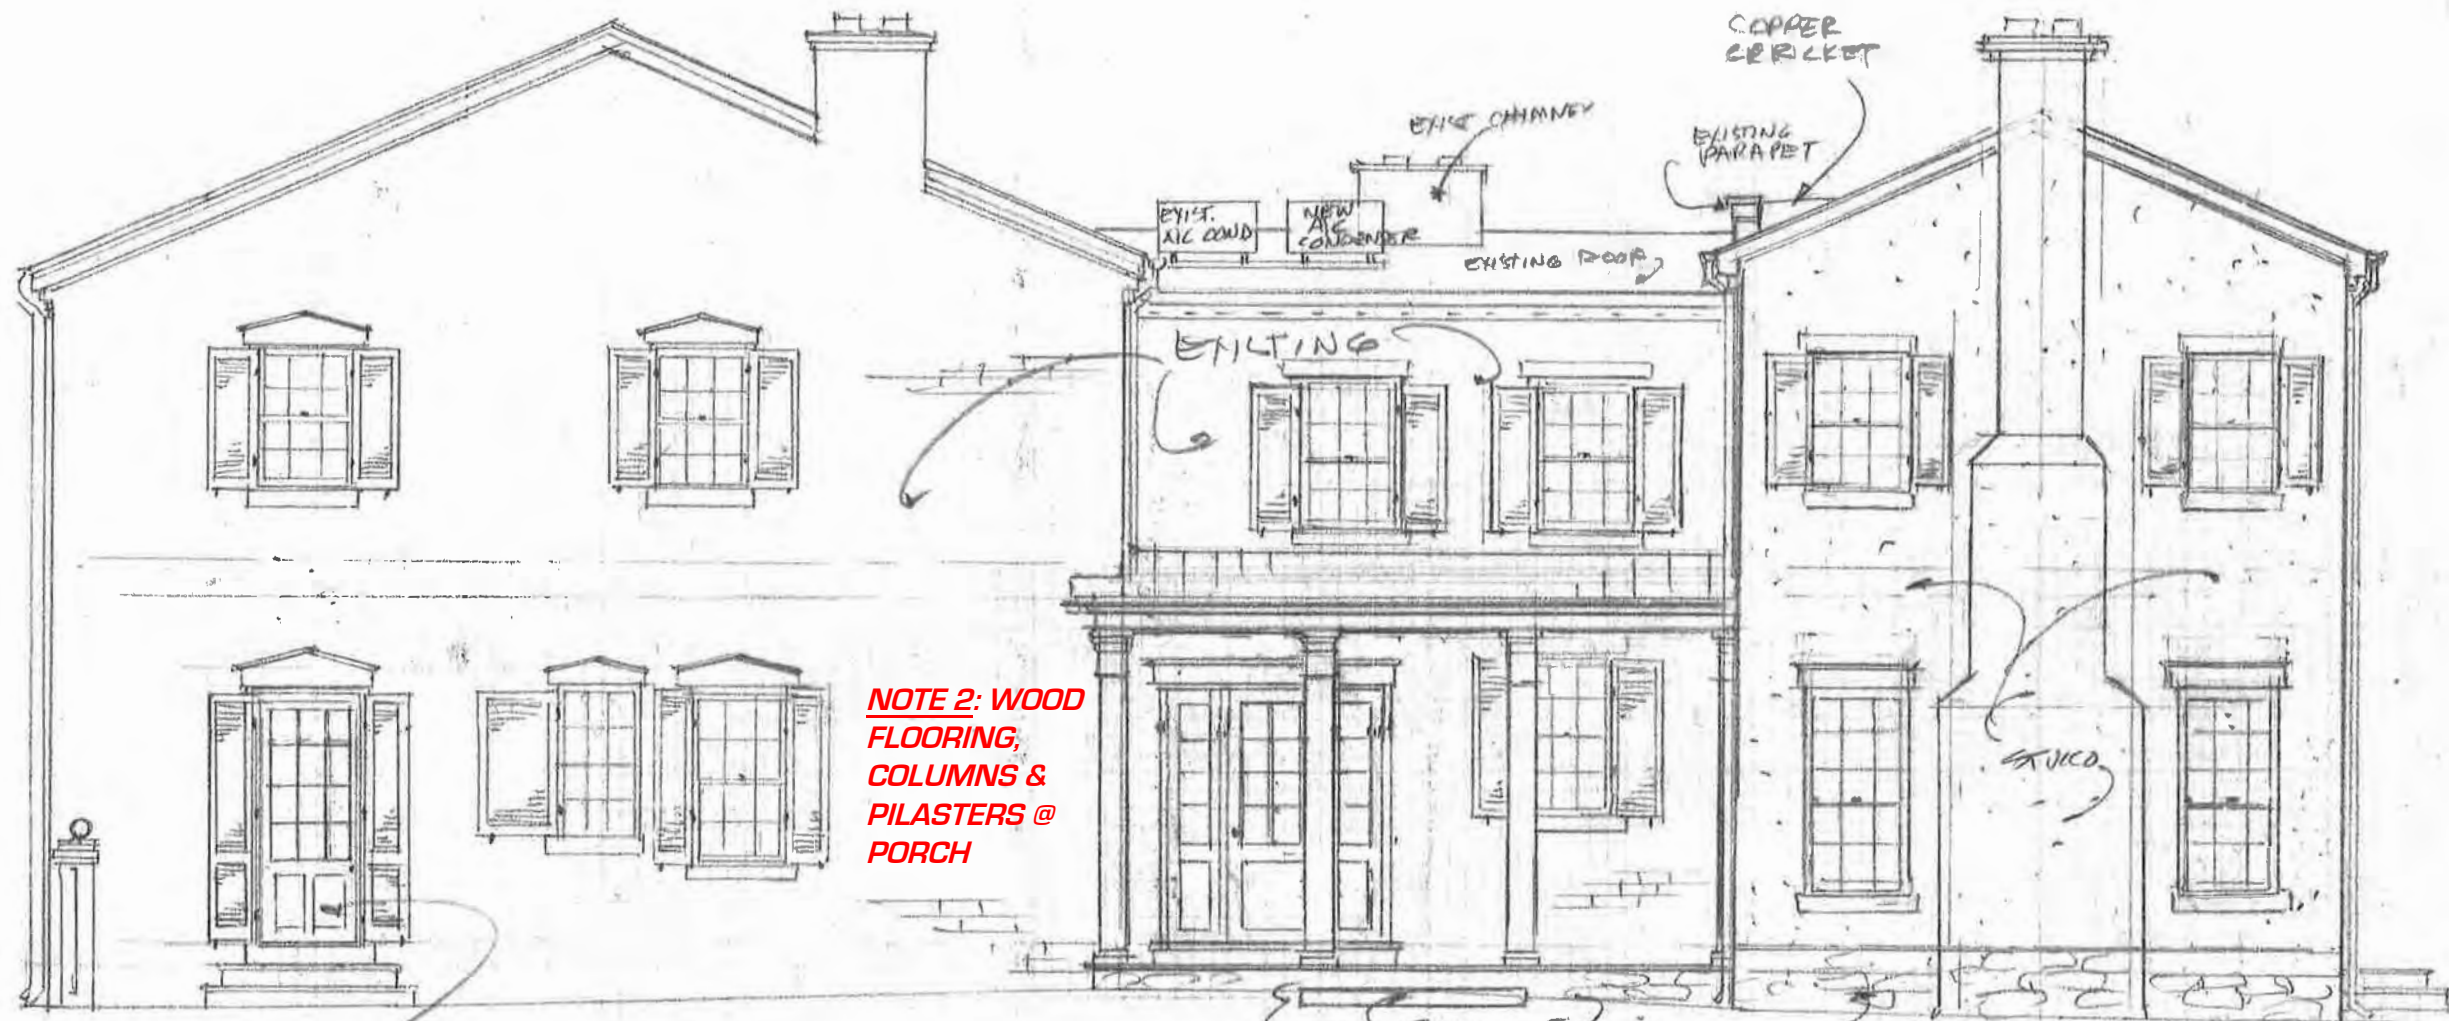 COPPER
CRICKET
EXIST CHIMNEY
EXISTING
PARAPET
EXIST.
A/C COND
NEW
A/C
CONDENSER
EXISTING ROOF
EXISTING
NOTE 2: WOOD
FLOORING,
COLUMNS &
PILASTERS @
PORCH
STUCCO